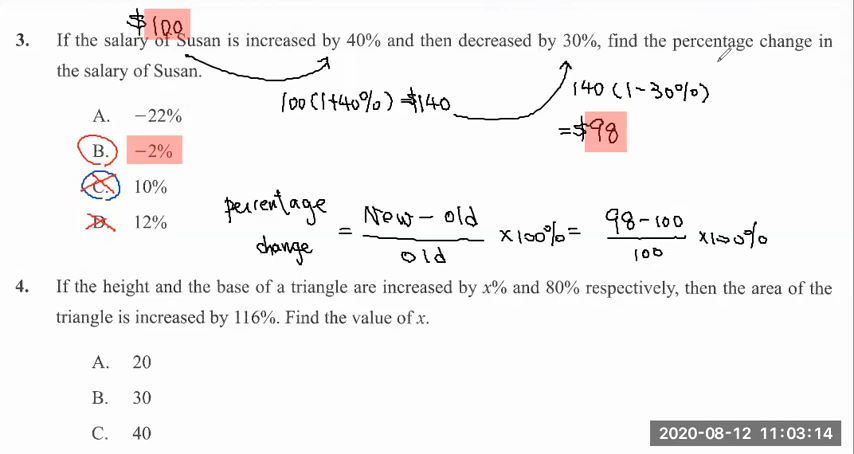 $100
3. If the salary of Susan is increased by 40% and then decreased by 30%, find the percentage change in
the salary of Susan.
100(1+40%) = $140
140(1-30%)
= $98
A. −22%
B. −2%
C. 10%
D. 12%
percentage change = New - old / old ×100% = 98-100 / 100 ×100%
4. If the height and the base of a triangle are increased by x% and 80% respectively, then the area of the
triangle is increased by 116%. Find the value of x.
A. 20
B. 30
C. 40
2020-08-12 11:03:14